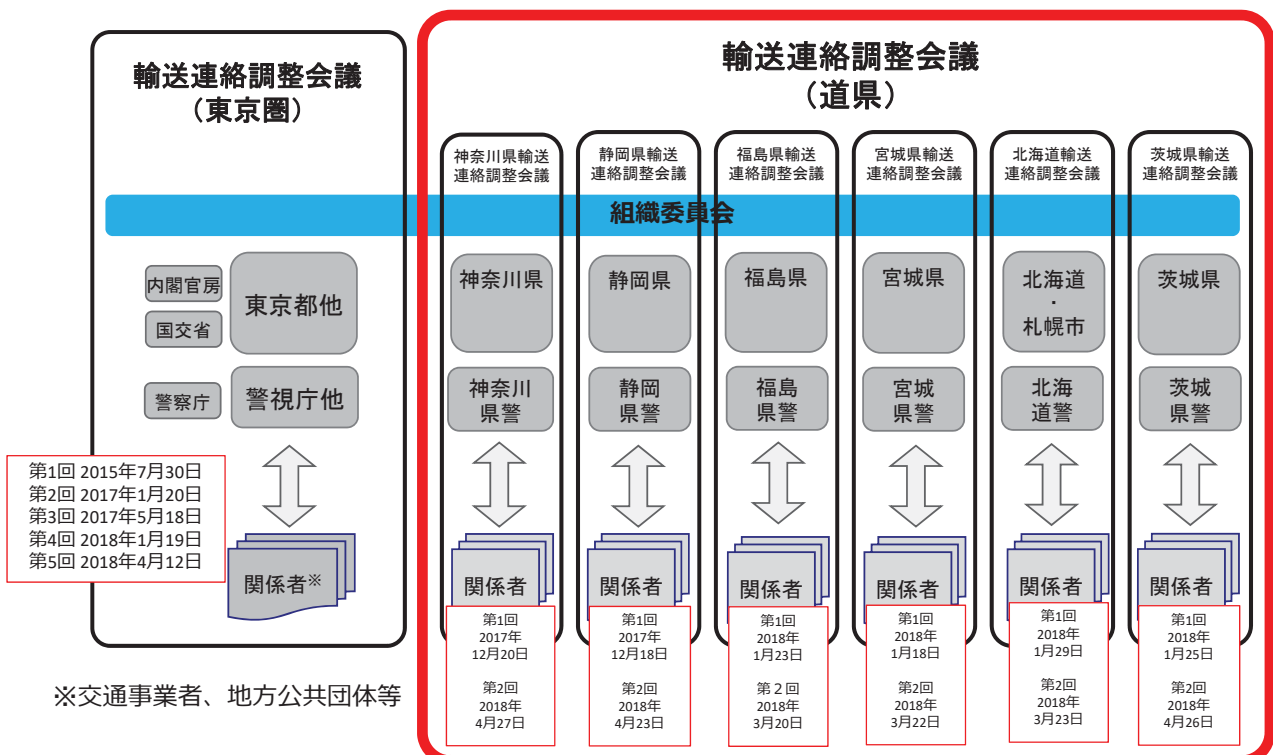 輸送連絡調整会議
（東京圏）
輸送連絡調整会議
（道県）
神奈川県輸送
連絡調整会議
静岡県輸送
連絡調整会議
福島県輸送
連絡調整会議
宮城県輸送
連絡調整会議
北海道輸送
連絡調整会議
茨城県輸送
連絡調整会議
組織委員会
内閣官房
国交省
東京都他
警察庁
警視庁他
神奈川県
静岡県
福島県
宮城県
北海道
・
札幌市
茨城県
神奈川
県警
静岡
県警
福島
県警
宮城
県警
北海
道警
茨城
県警
第1回 2015年7月30日
第2回 2017年1月20日
第3回 2017年5月18日
第4回 2018年1月19日
第5回 2018年4月12日
関係者※
関係者
関係者
関係者
関係者
関係者
関係者
第1回
2017年
12月20日
第2回
2018年
4月27日
第1回
2017年
12月18日
第2回
2018年
4月23日
第1回
2018年
1月23日
第２回
2018年
3月20日
第1回
2018年
1月18日
第2回
2018年
3月22日
第1回
2018年
1月29日
第2回
2018年
3月23日
第1回
2018年
1月25日
第2回
2018年
4月26日
※交通事業者、地方公共団体等